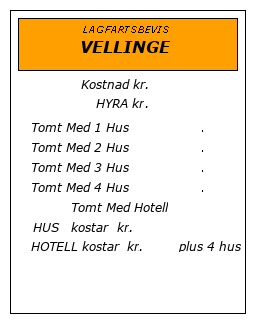 LAGFARTSBEVIS
VELLINGE
Kostnad kr.
HYRA kr.
Tomt Med 1 Hus .
Tomt Med 2 Hus .
Tomt Med 3 Hus .
Tomt Med 4 Hus .
Tomt Med Hotell
HUS kostar kr.
HOTELL kostar kr. plus 4 hus